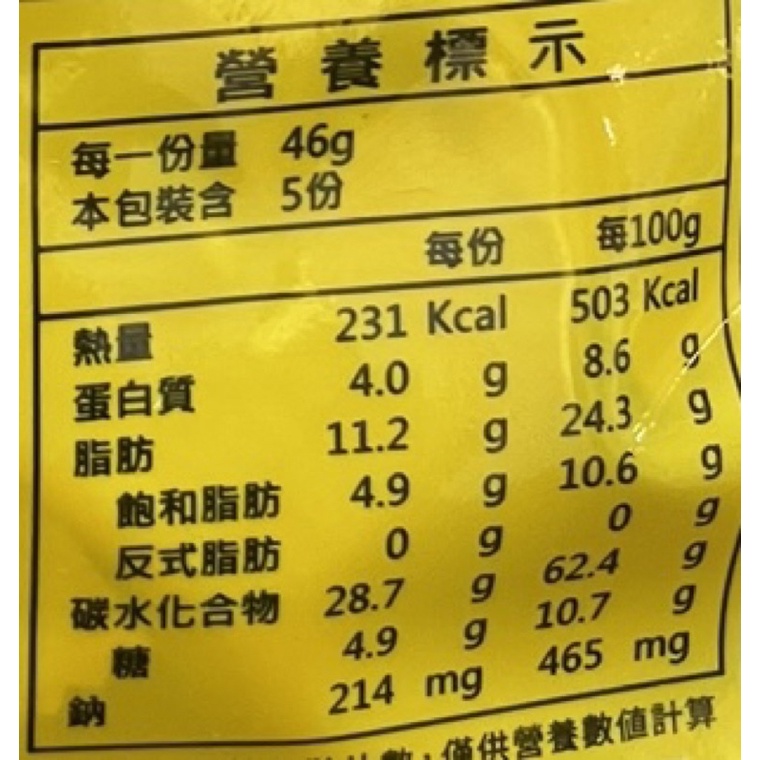 營養標示
每一份量 46g
本包裝含 5份
每份 每100g
熱量 231 Kcal 503 Kcal
蛋白質 4.0 g 8.6 g
脂肪 11.2 g 24.3 g
飽和脂肪 4.9 g 10.6 g
反式脂肪 0 g 0 g
碳水化合物 28.7 g 62.4 g
糖 4.9 g 10.7 g
鈉 214 mg 465 mg
數,僅供營養數值計算